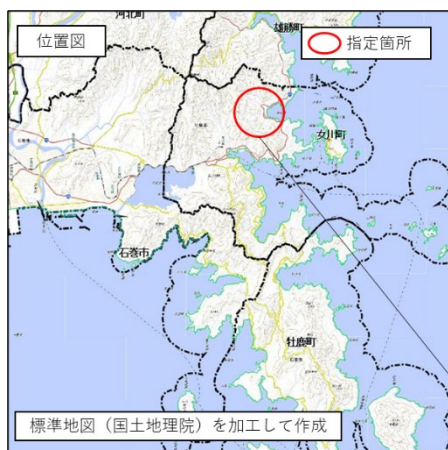 河北町
位置図
雄勝町
指定箇所
女川町
石巻市
牡鹿町
標準地図（国土地理院）を加工して作成